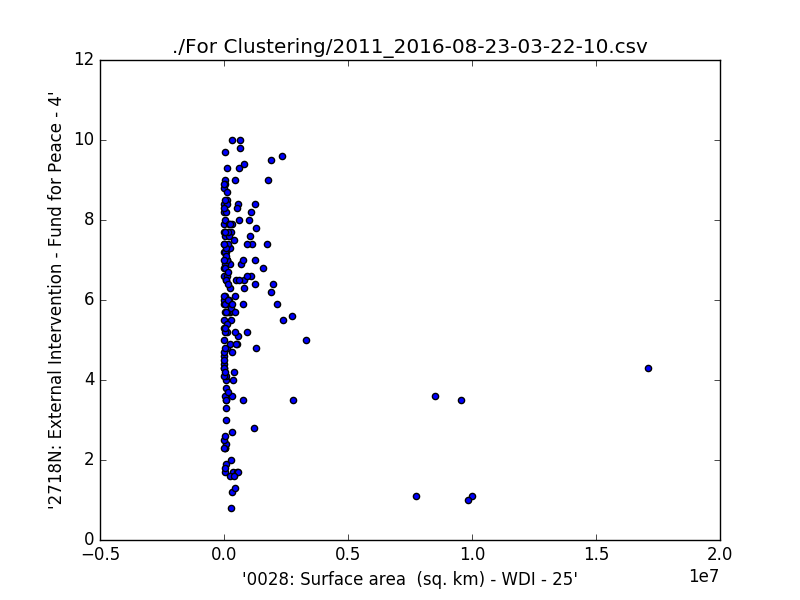 ./For Clustering/2011_2016-08-23-03-22-10.csv
'2718N: External Intervention - Fund for Peace - 4'
12
10
8
6
4
2
0
−0.5 0.0 0.5 1.0 1.5 2.0
1e7
'0028: Surface area  (sq. km) - WDI - 25'